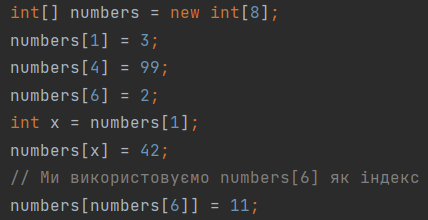 int[] numbers = new int[8];
numbers[1] = 3;
numbers[4] = 99;
numbers[6] = 2;
int x = numbers[1];
numbers[x] = 42;
// Ми використовуємо numbers[6] як індекс
numbers[numbers[6]] = 11;